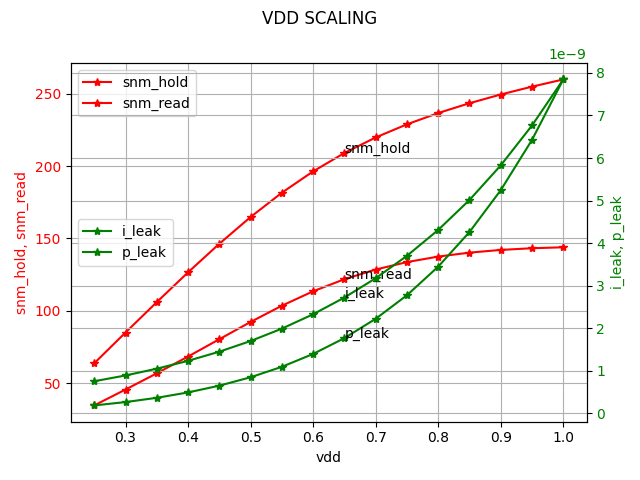 VDD SCALING
1e−9
snm_hold
snm_read
i_leak
p_leak
snm_hold
snm_read
i_leak
p_leak
250
200
150
100
50
snm_hold, snm_read
8
7
6
5
4
3
2
1
0
i_leak, p_leak
0.3 0.4 0.5 0.6 0.7 0.8 0.9 1.0
vdd